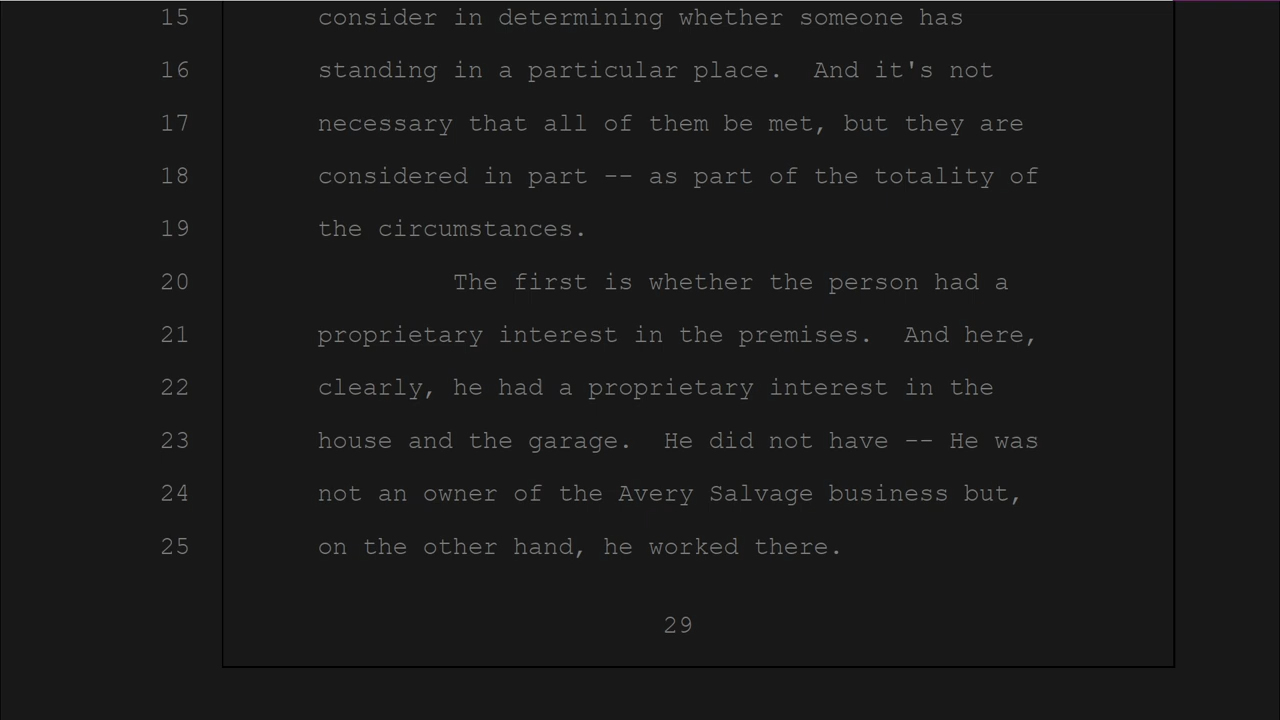 15 consider in determining whether someone has
16 standing in a particular place. And it's not
17 necessary that all of them be met, but they are
18 considered in part -- as part of the totality of
19 the circumstances.
20 The first is whether the person had a
21 proprietary interest in the premises. And here,
22 clearly, he had a proprietary interest in the
23 house and the garage. He did not have -- He was
24 not an owner of the Avery Salvage business but,
25 on the other hand, he worked there.
29